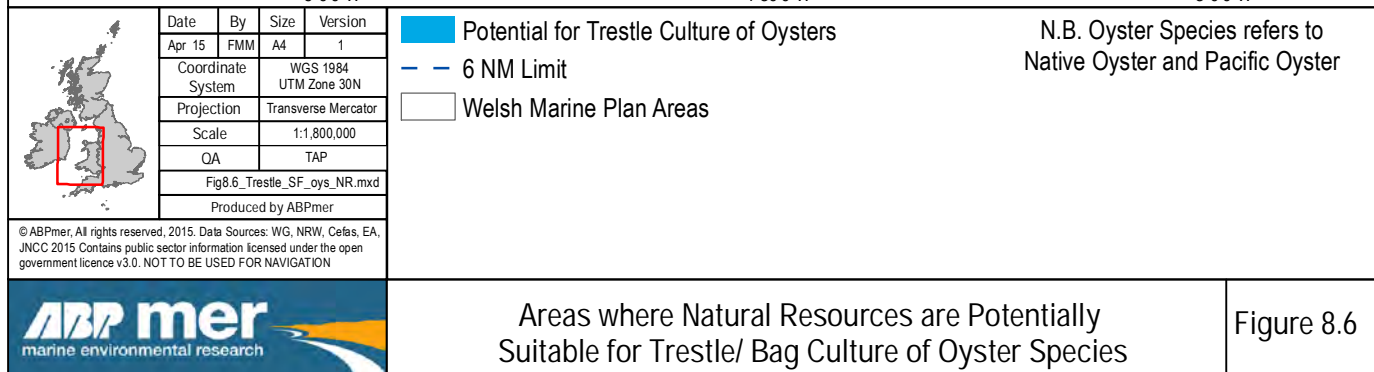 Date By Size Version
Apr 15 FMM A4 1
Coordinate System WGS 1984 UTM Zone 30N
Projection Transverse Mercator
Scale 1:1,800,000
QA TAP
Fig8.6_Trestle_SF_oys_NR.mxd
Produced by ABPmer
© ABPmer, All rights reserved, 2015. Data Sources: WG, NRW, Cefas, EA,
JNCC 2015 Contains public sector information licensed under the open
government licence v3.0. NOT TO BE USED FOR NAVIGATION
Potential for Trestle Culture of Oysters
6 NM Limit
Welsh Marine Plan Areas
N.B. Oyster Species refers to
Native Oyster and Pacific Oyster
ABP mer
marine environmental research
Areas where Natural Resources are Potentially
Suitable for Trestle/ Bag Culture of Oyster Species
Figure 8.6